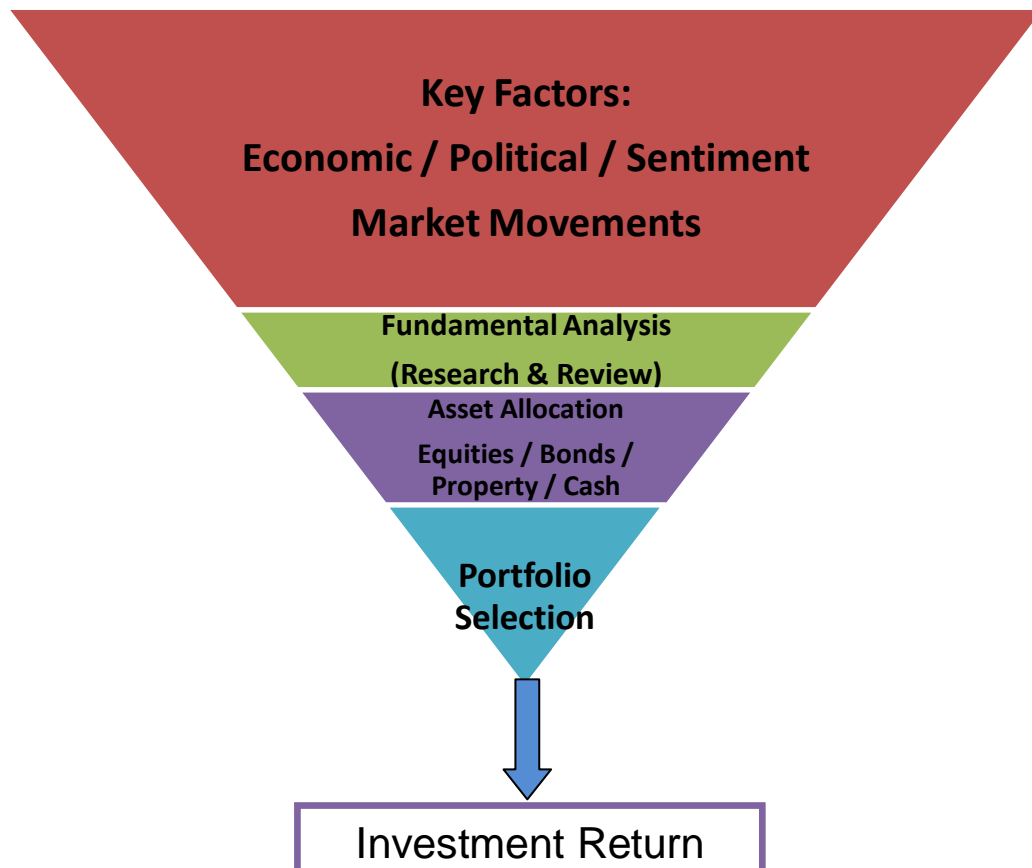 Key Factors:
Economic / Political / Sentiment
Market Movements
Fundamental Analysis
(Research & Review)
Asset Allocation
Equities / Bonds /
Property / Cash
Portfolio
Selection
Investment Return